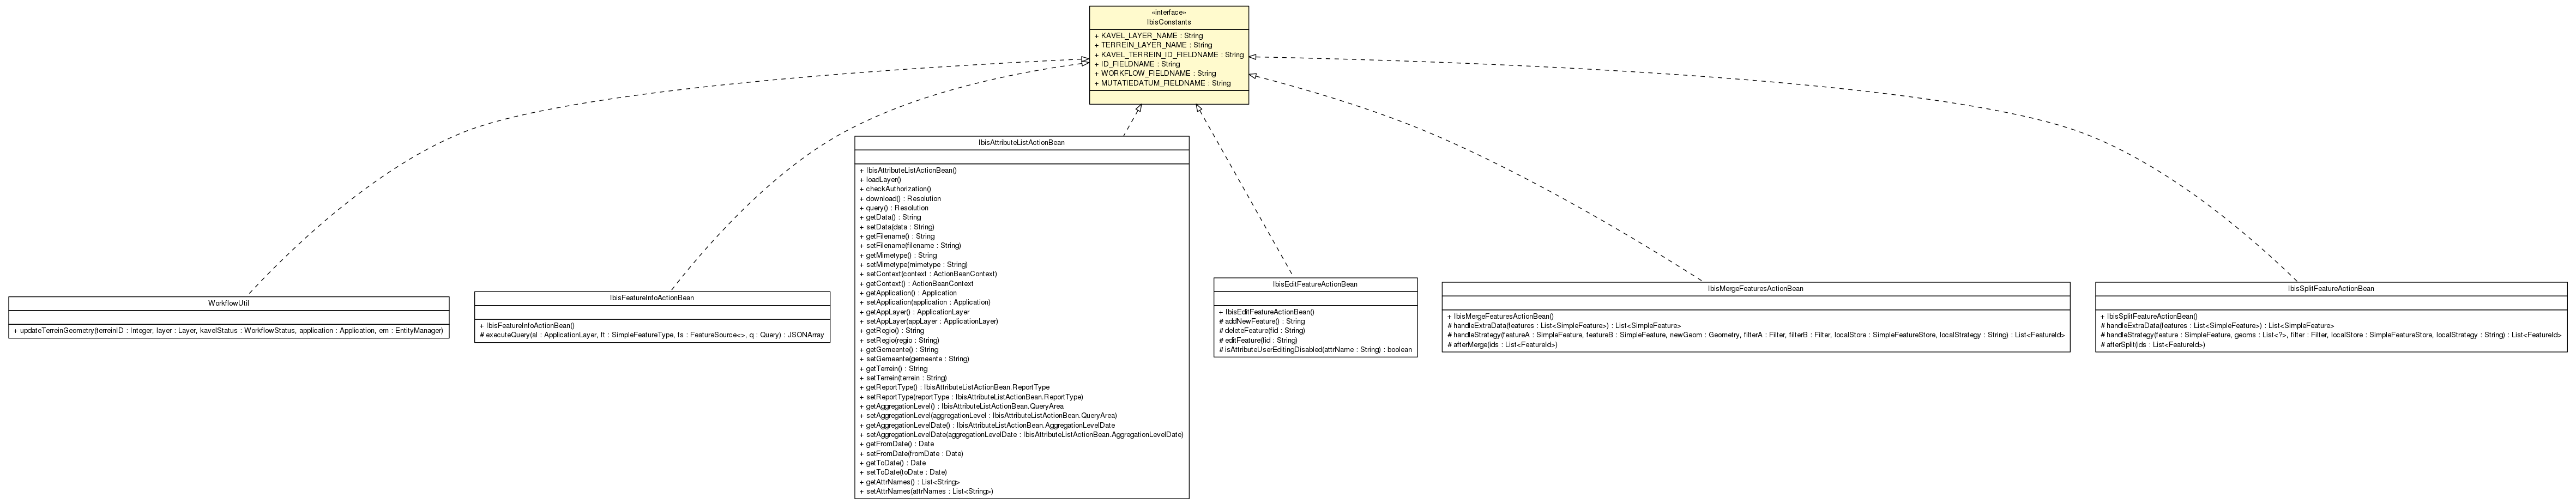 «interface»
IbisConstants
+ KAVEL_LAYER_NAME : String
+ TERREIN_LAYER_NAME : String
+ KAVEL_TERREIN_ID_FIELDNAME : String
+ ID_FIELDNAME : String
+ WORKFLOW_FIELDNAME : String
+ MUTATIEDATUM_FIELDNAME : String
WorkflowUtil
+ updateTerreinGeometry(terreinID : Integer, layer : Layer, kavelStatus : WorkflowStatus, application : Application, em : EntityManager)
IbisFeatureInfoActionBean
+ IbisFeatureInfoActionBean()
# executeQuery(al : ApplicationLayer, ft : SimpleFeatureType, fs : FeatureSource<>, q : Query) : JSONArray
IbisAttributeListActionBean
+ IbisAttributeListActionBean()
+ loadLayer()
+ checkAuthorization()
+ download() : Resolution
+ query() : Resolution
+ getData() : String
+ setData(data : String)
+ getFilename() : String
+ setFilename(filename : String)
+ getMimetype() : String
+ setMimetype(mimetype : String)
+ setContext(context : ActionBeanContext)
+ getContext() : ActionBeanContext
+ getApplication() : Application
+ setApplication(application : Application)
+ getAppLayer() : ApplicationLayer
+ setAppLayer(appLayer : ApplicationLayer)
+ getRegio() : String
+ setRegio(regio : String)
+ getGemeente() : String
+ setGemeente(gemeente : String)
+ getTerrein() : String
+ setTerrein(terrein : String)
+ getReportType() : IbisAttributeListActionBean.ReportType
+ setReportType(reportType : IbisAttributeListActionBean.ReportType)
+ getAggregationLevel() : IbisAttributeListActionBean.QueryArea
+ setAggregationLevel(aggregationLevel : IbisAttributeListActionBean.QueryArea)
+ getAggregationLevelDate() : IbisAttributeListActionBean.AggregationLevelDate
+ setAggregationLevelDate(aggregationLevelDate : IbisAttributeListActionBean.AggregationLevelDate)
+ getFromDate() : Date
+ setFromDate(fromDate : Date)
+ getToDate() : Date
+ setToDate(toDate : Date)
+ getAttrNames() : List<String>
+ setAttrNames(attrNames : List<String>)
IbisEditFeatureActionBean
+ IbisEditFeatureActionBean()
# addNewFeature() : String
# deleteFeature(fid : String)
# editFeature(fid : String)
# isAttributeUserEditingDisabled(attrName : String) : boolean
IbisMergeFeaturesActionBean
+ IbisMergeFeaturesActionBean()
# handleExtraData(features : List<SimpleFeature>) : List<SimpleFeature>
# handleStrategy(featureA : SimpleFeature, featureB : SimpleFeature, newGeom : Geometry, filterA : Filter, filterB : Filter, localStore : SimpleFeatureStore, localStrategy : String) : List<FeatureId>
# afterMerge(ids : List<FeatureId>)
IbisSplitFeatureActionBean
+ IbisSplitFeatureActionBean()
# handleExtraData(features : List<SimpleFeature>) : List<SimpleFeature>
# handleStrategy(feature : SimpleFeature, geoms : List<?>, filter : Filter, localStore : SimpleFeatureStore, localStrategy : String) : List<FeatureId>
# afterSplit(ids : List<FeatureId>)